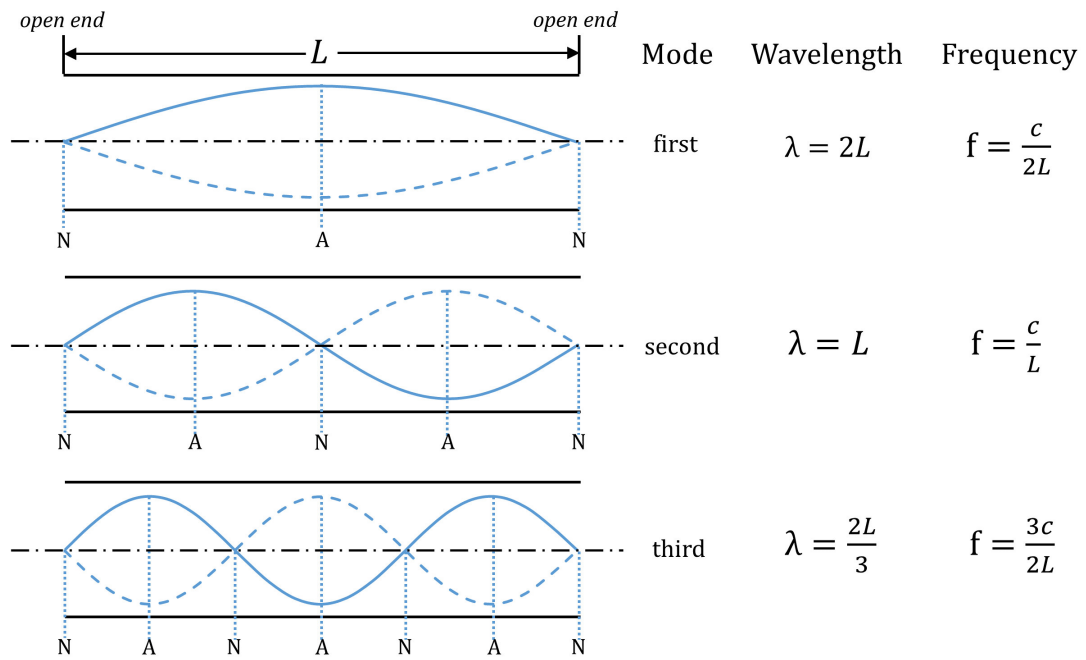 open end open end
L Mode Wavelength Frequency
first λ = 2L f = c/2L
N A N
second λ = L f = c/L
N A N A N
third λ = 2L/3 f = 3c/2L
N A N A N A N